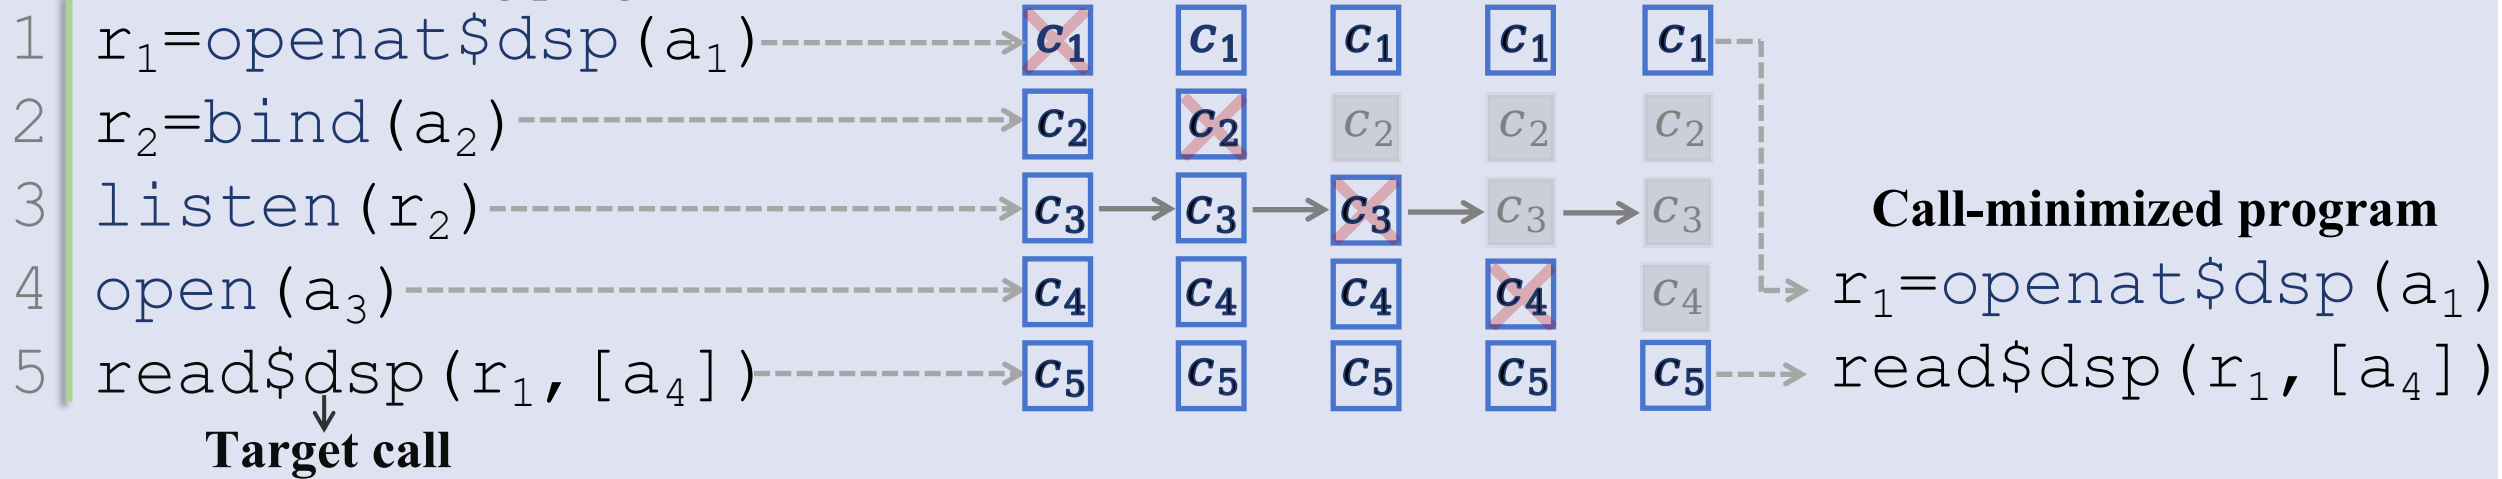 1 r₁=openat$dsp(a₁) c₁ c₁ c₁ c₁ c₁
2 r₂=bind(a₂) c₂ c₂ c₂ c₂ c₂
3 listen(r₂) c₃ c₃ c₃ c₃ c₃ Call-minimized program
4 open(a₃) c₄ c₄ c₄ c₄ c₄ r₁=openat$dsp(a₁)
5 read$dsp(r₁,[a₄]) c₅ c₅ c₅ c₅ c₅ read$dsp(r₁,[a₄])
Target call